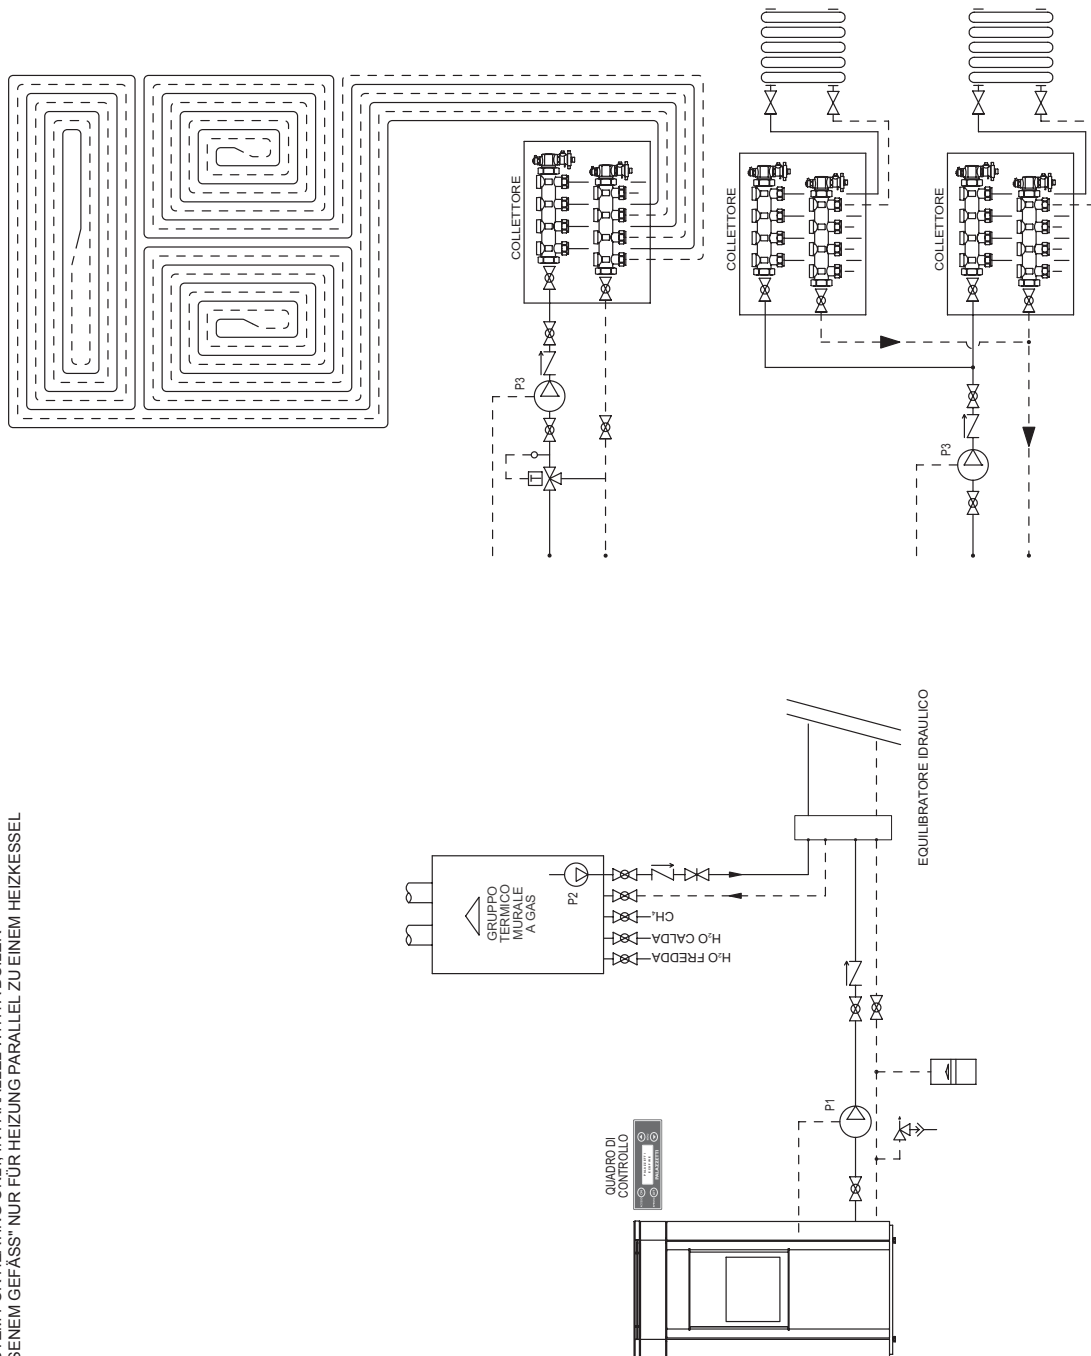 COLLETTORE
COLLETTORE
COLLETTORE
P3
P3
T
EQUILIBRATORE IDRAULICO
GRUPPO
TERMICO
MURALE
A GAS
P2
CH₄
H₂O CALDA
H₂O FREDDA
P1
QUADRO DI
CONTROLLO
SENEM GEFÄSS" NUR FÜR HEIZUNG PARALLEL ZU EINEM HEIZKESSEL